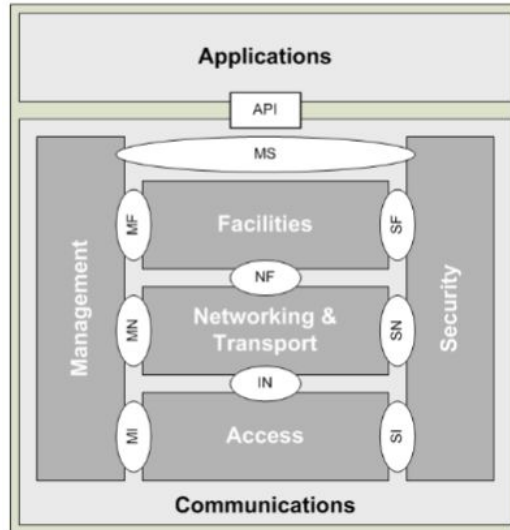 Applications
API
MS
Management
MF
Facilities
SF
Security
NF
MN
Networking &
Transport
SN
IN
MI
Access
SI
Communications